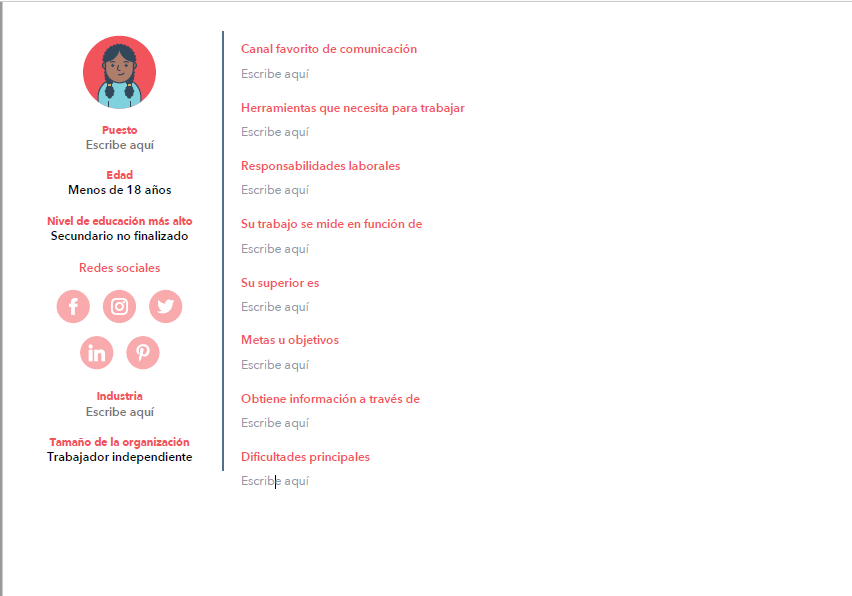 Puesto
Escribe aquí
Edad
Menos de 18 años
Nivel de educación más alto
Secundario no finalizado
Redes sociales
Industria
Escribe aquí
Tamaño de la organización
Trabajador independiente
Canal favorito de comunicación
Escribe aquí
Herramientas que necesita para trabajar
Escribe aquí
Responsabilidades laborales
Escribe aquí
Su trabajo se mide en función de
Escribe aquí
Su superior es
Escribe aquí
Metas u objetivos
Escribe aquí
Obtiene información a través de
Escribe aquí
Dificultades principales
Escribe aquí